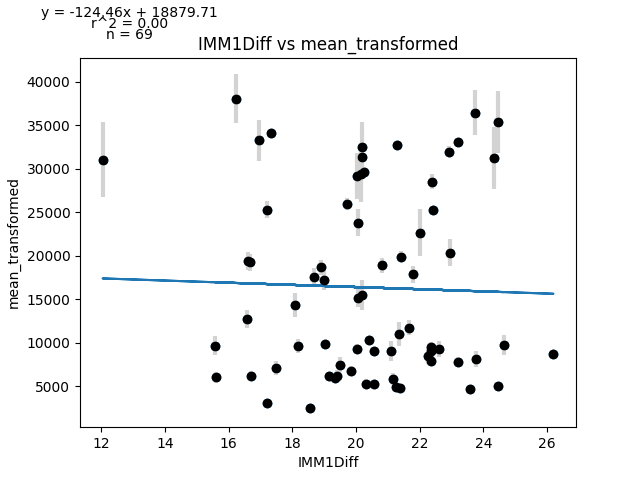 y = -124.46x + 18879.71
r^2 = 0.00
n = 69
IMM1Diff vs mean_transformed
40000
35000
30000
25000
20000
15000
10000
5000
mean_transformed
12 14 16 18 20 22 24 26
IMM1Diff